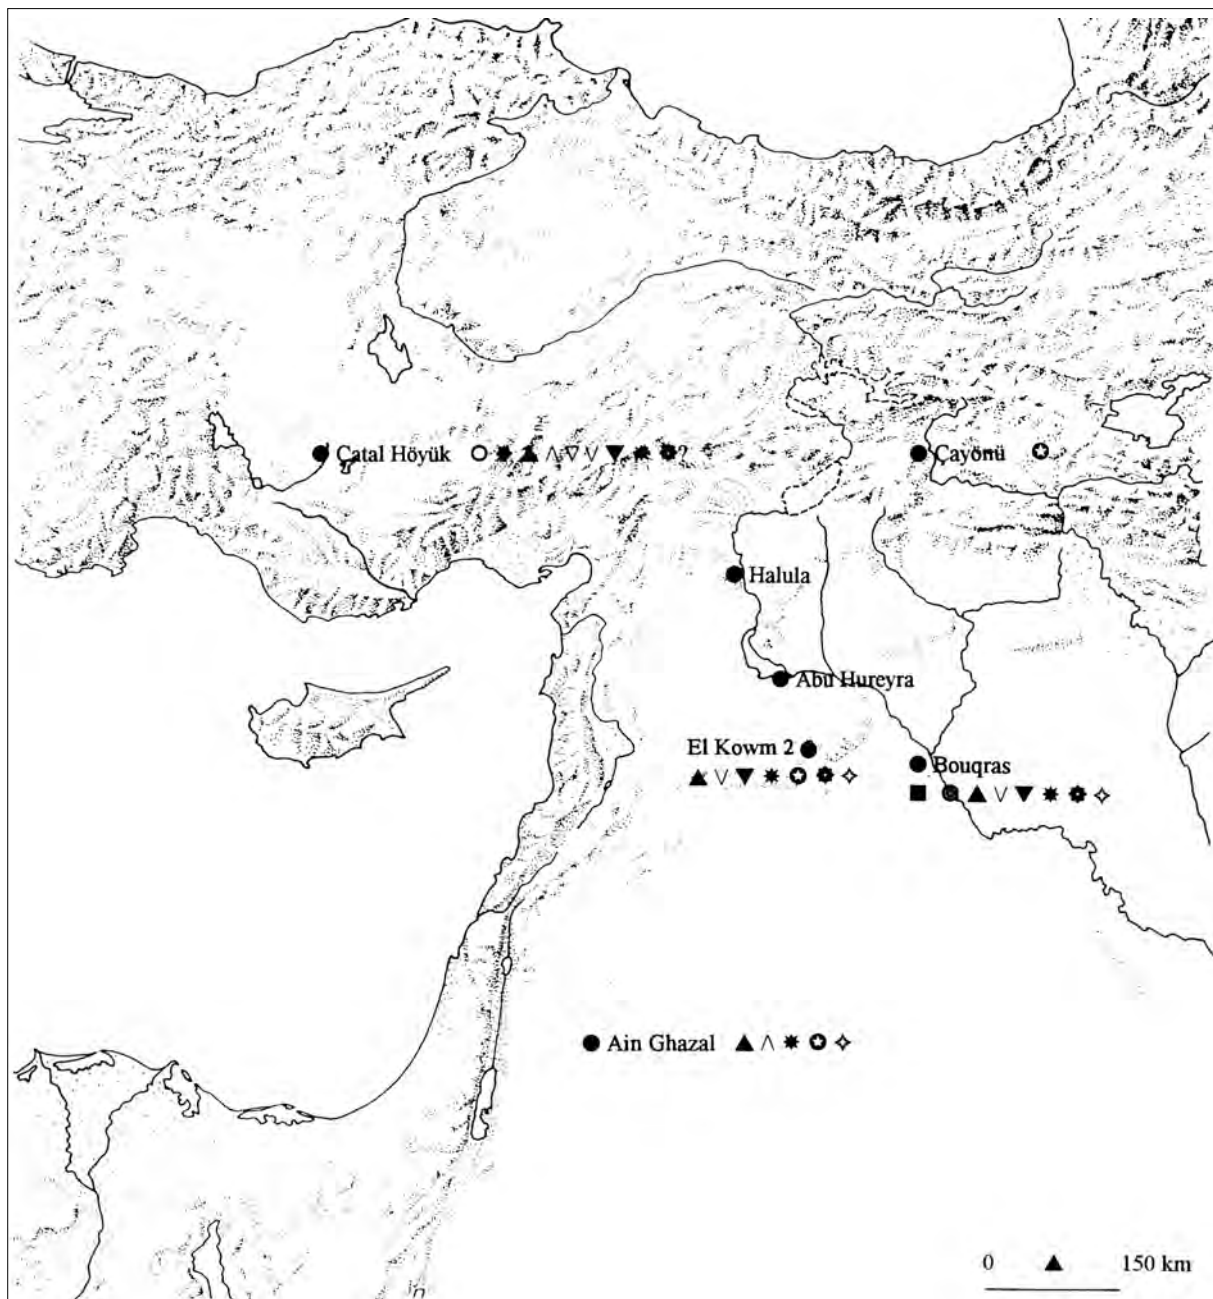 Çatal Höyük ?
Çayönü
Halula
Abu Hureyra
El Kowm 2
Bouqras
Ain Ghazal
0 150 km